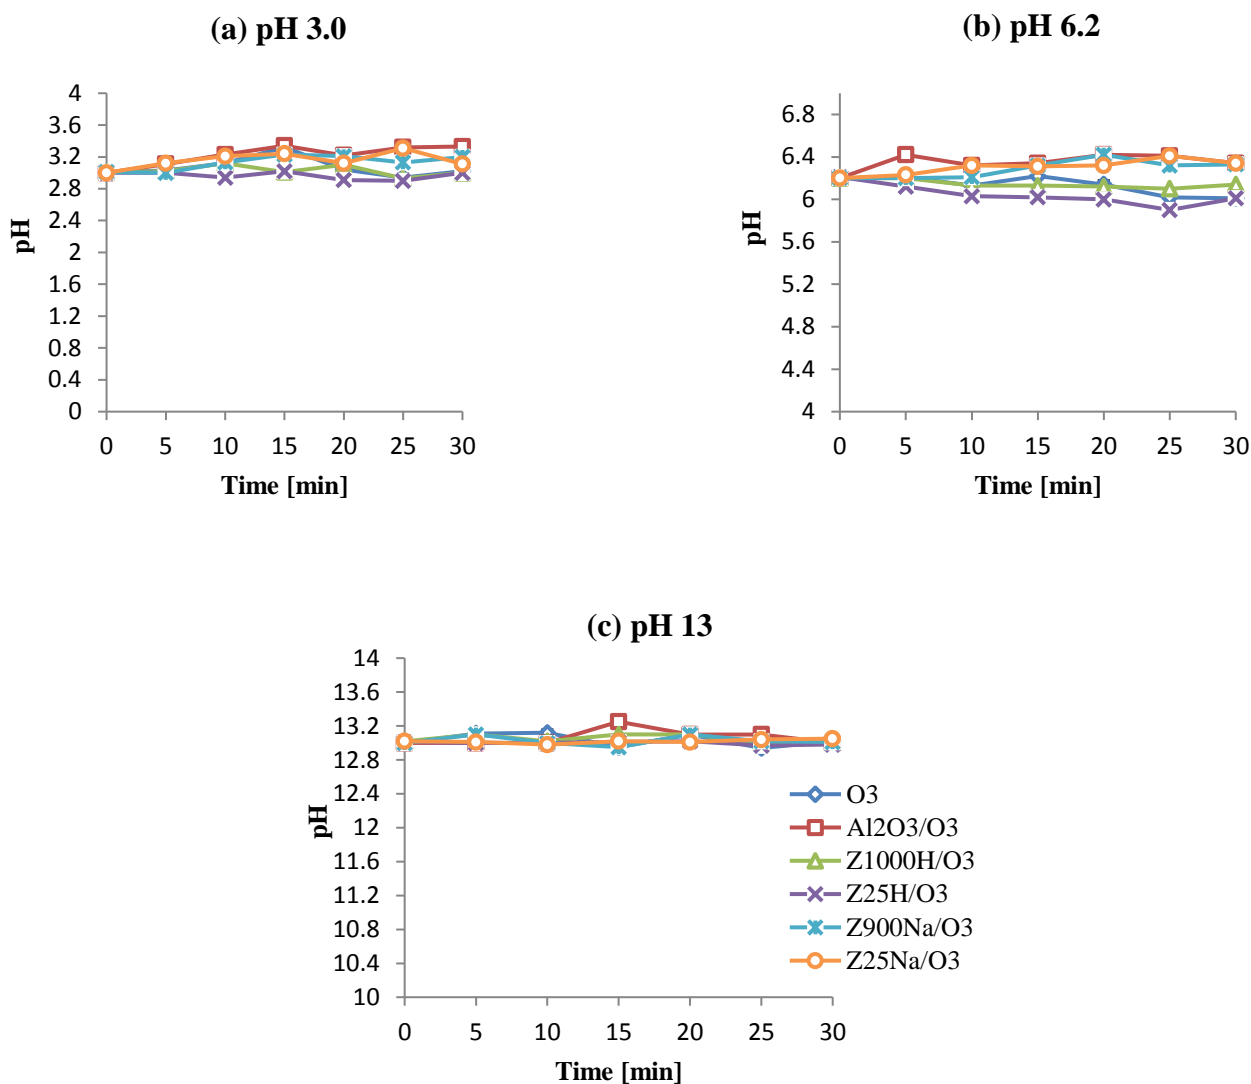 (a) pH 3.0
4
3.6
3.2
2.8
2.4
2
1.6
1.2
0.8
0.4
0
pH
0 5 10 15 20 25 30
Time [min]
(b) pH 6.2
6.8
6.4
6
5.6
5.2
4.8
4.4
4
pH
0 5 10 15 20 25 30
Time [min]
(c) pH 13
14
13.6
13.2
12.8
12.4
12
11.6
11.2
10.8
10.4
10
pH
0 5 10 15 20 25 30
Time [min]
O3
Al2O3/O3
Z1000H/O3
Z25H/O3
Z900Na/O3
Z25Na/O3